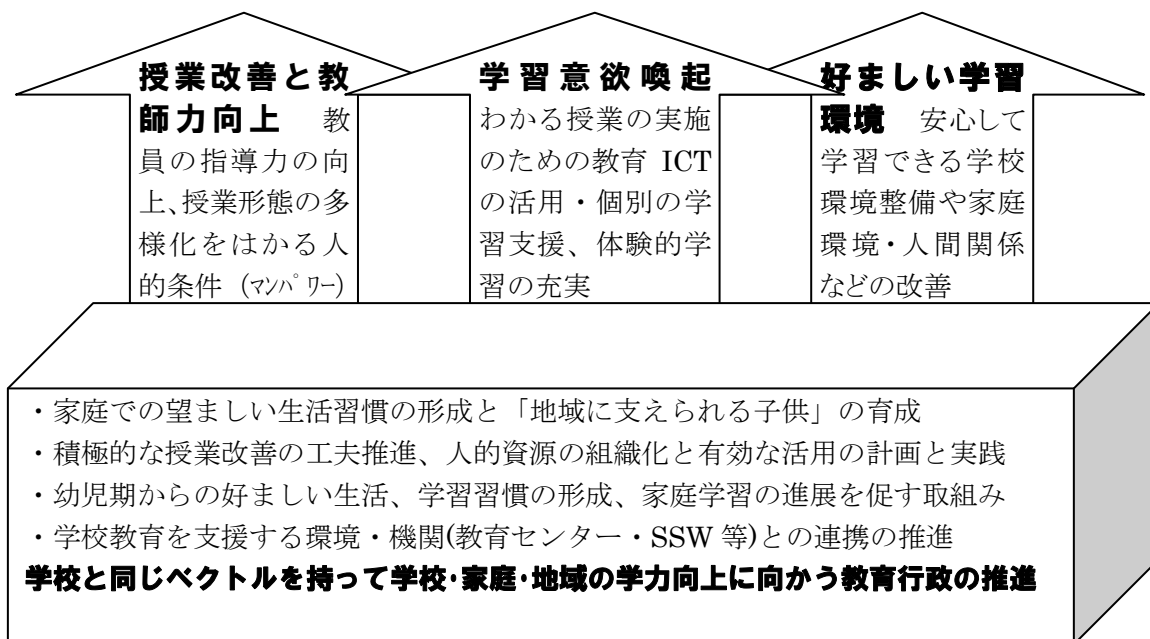 授業改善と教
師力向上　教
員の指導力の向
上、授業形態の多
様化をはかる人
的条件（ﾏﾝﾊﾟﾜｰ）
学習意欲喚起
わかる授業の実施
のための教育 ICT
の活用・個別の学
習支援、体験的学
習の充実
好ましい学習
環境　安心して
学習できる学校
環境整備や家庭
環境・人間関係
などの改善
・家庭での望ましい生活習慣の形成と「地域に支えられる子供」の育成
・積極的な授業改善の工夫推進、人的資源の組織化と有効な活用の計画と実践
・幼児期からの好ましい生活、学習習慣の形成、家庭学習の進展を促す取組み
・学校教育を支援する環境・機関(教育センター・SSW 等)との連携の推進
学校と同じベクトルを持って学校・家庭・地域の学力向上に向かう教育行政の推進